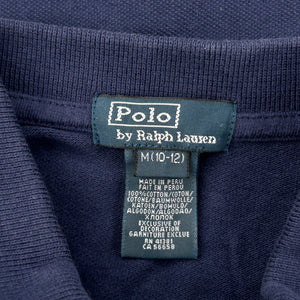 Polo
by Ralph Lauren
M(10-12)
MADE IN PERU
FAIT EN PEROU
100%COTTON/COTON/
COTONE/BAUMWOLLE/
KATOEN/BOMULD/
ALGODON/ALGODAO/
ХЛОПОК
EXCLUSIVE OF
DECORATION
GARNITURE EXCLUE
RN 41381
CA 56658